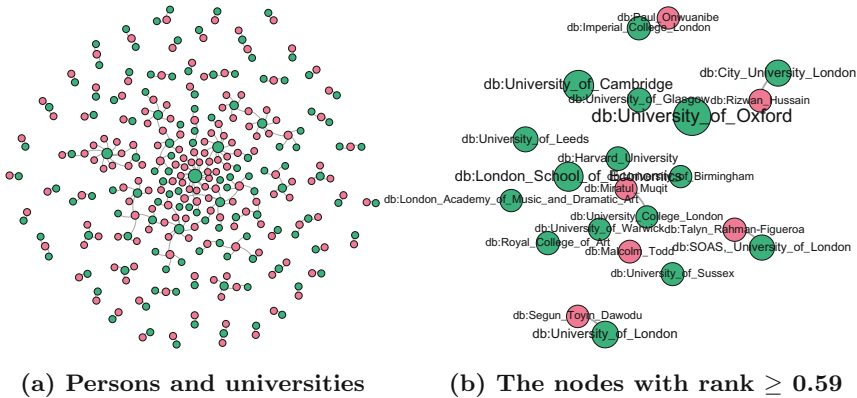 db:Paul_Onwuanibe
db:Imperial_College_London
db:City_University_London
db:University_of_Cambridge
db:University_of_Glasgow
db:Rizwan_Hussain
db:University_of_Oxford
db:University_of_Leeds
db:Harvard_University
db:London_School_of_Economics
db:University_of_Birmingham
db:Miratul_Muqit
db:London_Academy_of_Music_and_Dramatic_Art
db:University_College_London
db:University_of_Warwick
db:Talyn_Rahman-Figueroa
db:Royal_College_of_Art
db:Malcolm_Todd
db:SOAS,_University_of_London
db:University_of_Sussex
db:Segun_Toyin_Dawodu
db:University_of_London
(a) Persons and universities
(b) The nodes with rank ≥ 0.59